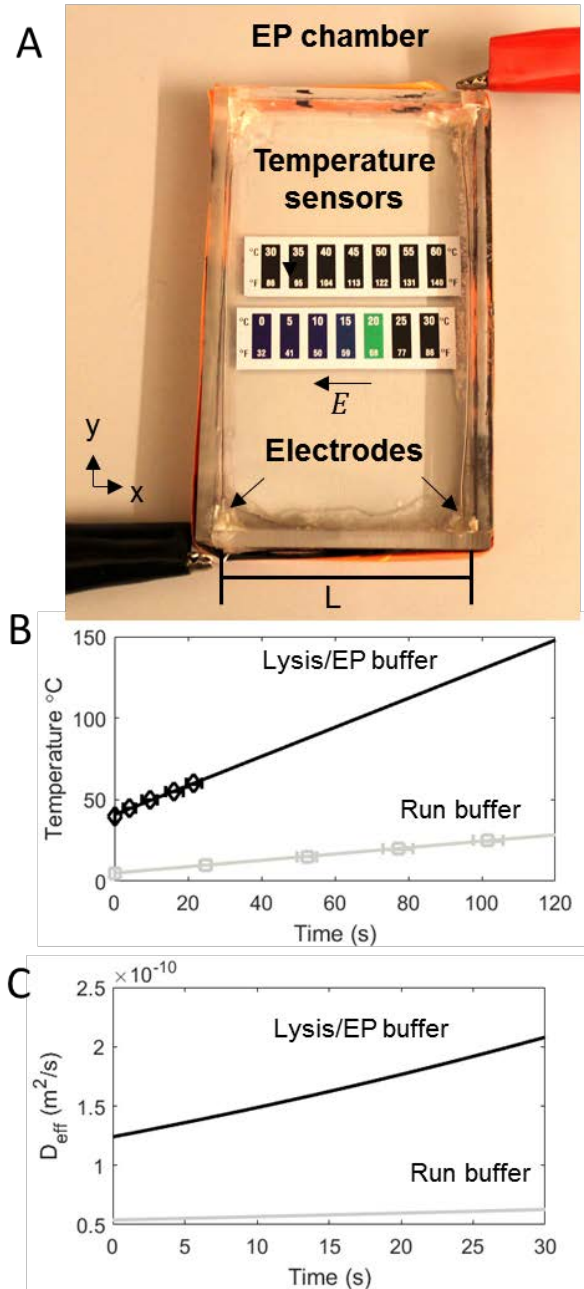 A
EP chamber
Temperature
sensors
°C 30 35 40 45 50 55 60 °C
°F 86 95 104 113 122 131 140 °F
°C 0 5 10 15 20 25 30 °C
°F 32 41 50 59 68 77 86 °F
E
y
x
Electrodes
L
B
150
100
50
0
Temperature °C
Lysis/EP buffer
Run buffer
0 20 40 60 80 100 120
Time (s)
C
×10-10
2.5
2
1.5
1
0.5
Deff (m2/s)
Lysis/EP buffer
Run buffer
0 5 10 15 20 25 30
Time (s)